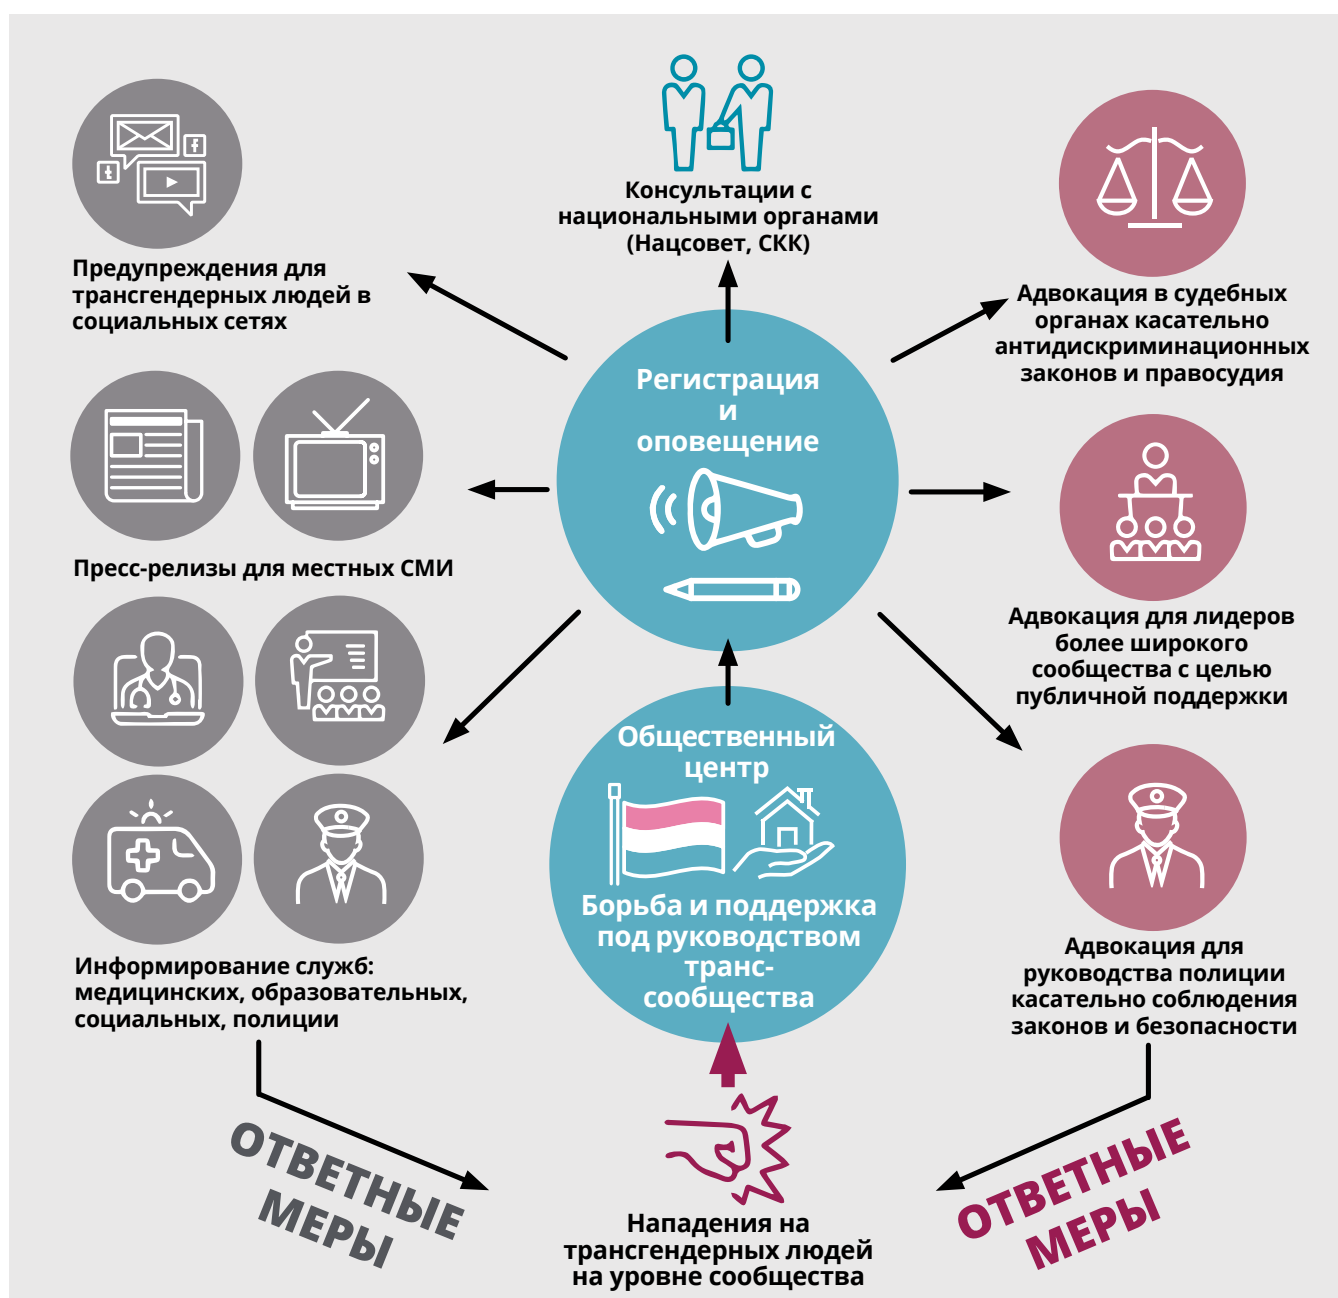 Консультации с
национальными органами
(Нацсовет, СКК)
Предупреждения для
трансгендерных людей в
социальных сетях
Адвокация в судебных
органах касательно
антидискриминационных
законов и правосудия
Регистрация
и
оповещение
Пресс-релизы для местных СМИ
Адвокация для лидеров
более широкого
сообщества с целью
публичной поддержки
Общественный
центр
Борьба и поддержка
под руководством
транс-
сообщества
Информирование служб:
медицинских, образовательных,
социальных, полиции
Адвокация для
руководства полиции
касательно соблюдения
законов и безопасности
ОТВЕТНЫЕ
МЕРЫ
Нападения на
трансгендерных людей
на уровне сообщества
ОТВЕТНЫЕ
МЕРЫ